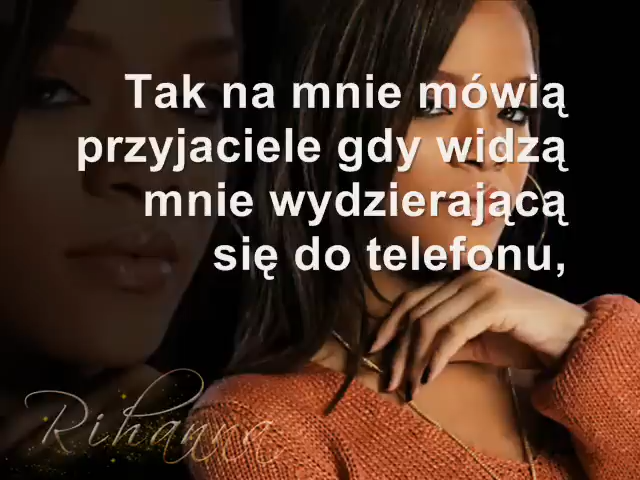 Tak na mnie mówią
przyjaciele gdy widzą
mnie wydzierającą
się do telefonu,
Rihanna